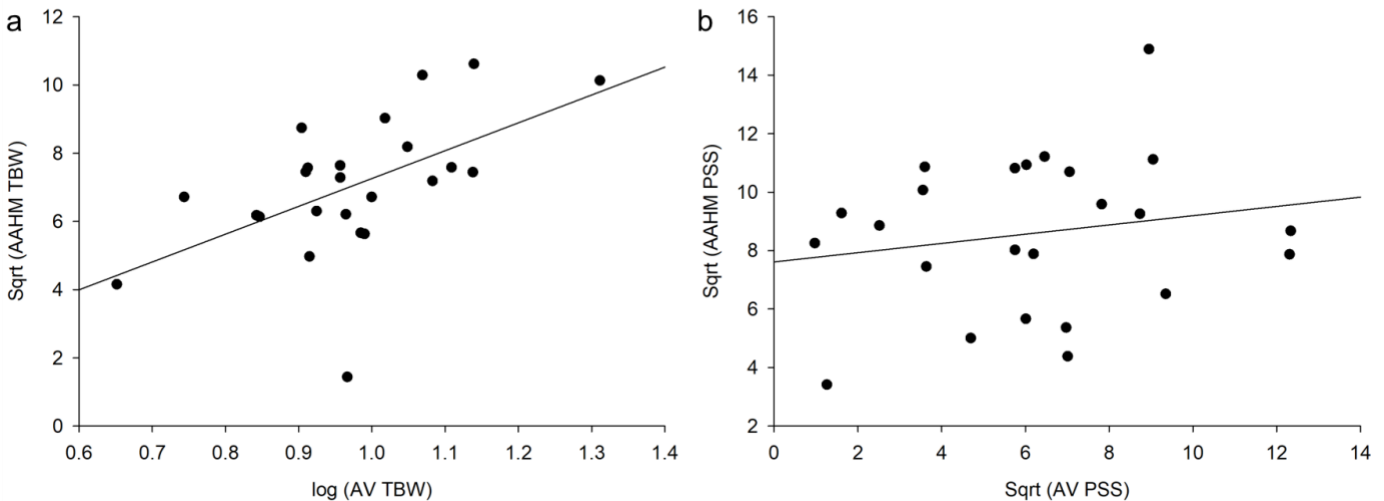 a
12
10
8
6
4
2
0
Sqrt (AAHM TBW)
0.6 0.7 0.8 0.9 1.0 1.1 1.2 1.3 1.4
log (AV TBW)
b
16
14
12
10
8
6
4
2
Sqrt (AAHM PSS)
0 2 4 6 8 10 12 14
Sqrt (AV PSS)